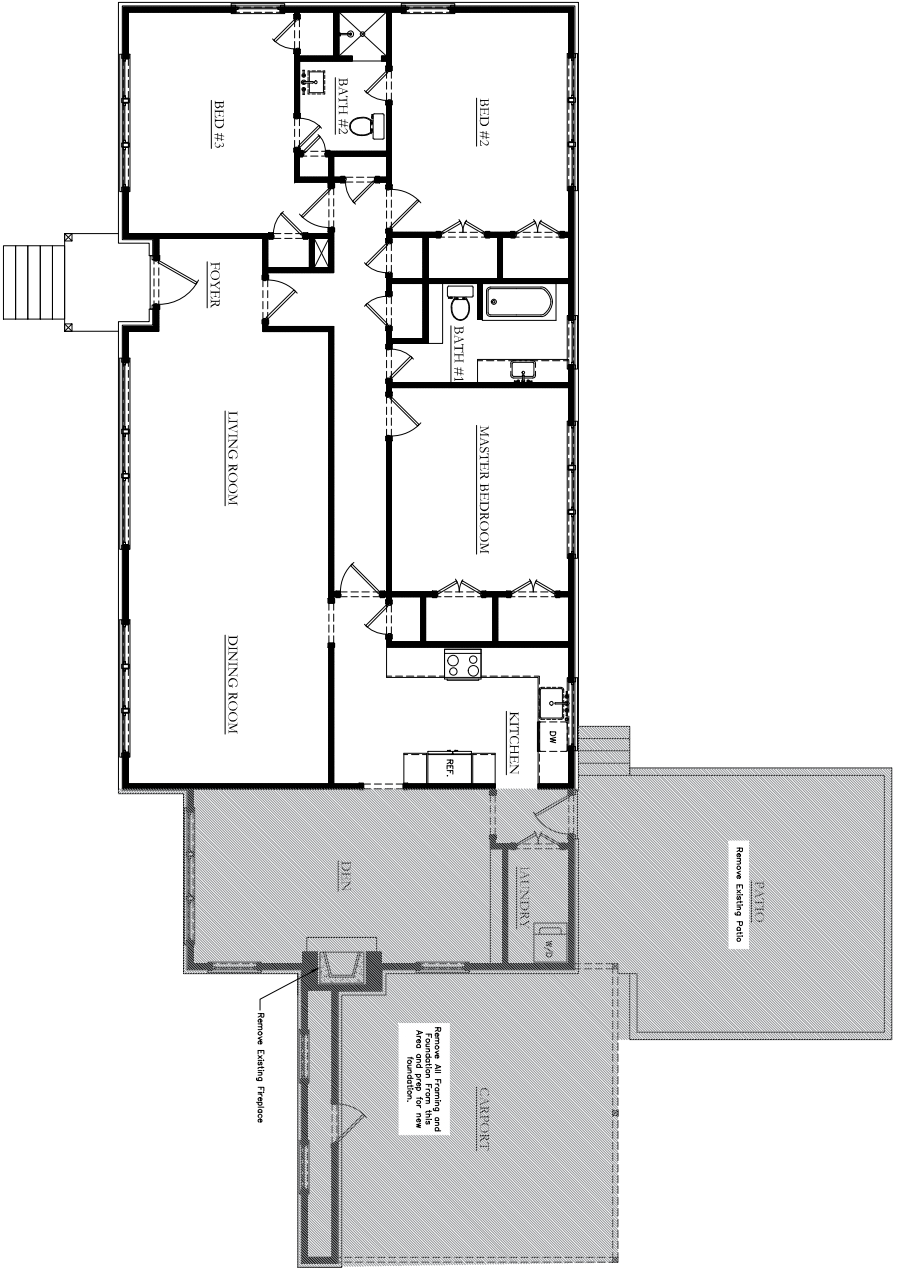 BED #3
BATH #2
BED #2
FOYER
BATH #1
LIVING ROOM
MASTER BEDROOM
DINING ROOM
KITCHEN
DW
REF.
DEN
LAUNDRY
W/D
PATIO
Remove Existing Patio
Remove Existing Fireplace
Remove All Framing and
Foundation From this
Area and prep for new
foundation.
CARPORT